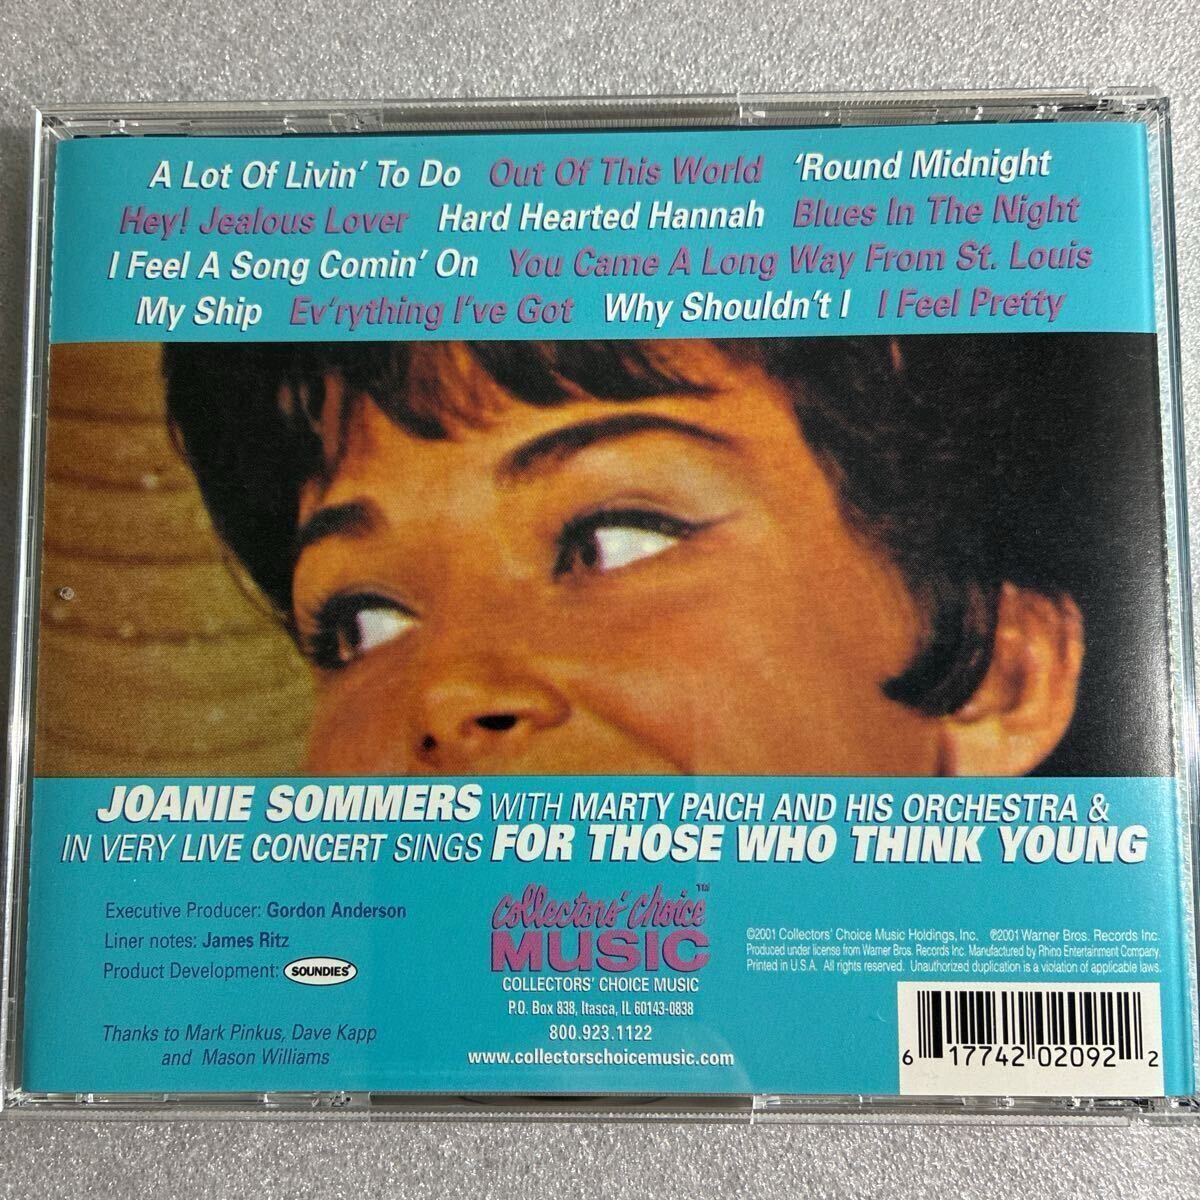 A Lot Of Livin' To Do Out Of This World 'Round Midnight
Hey! Jealous Lover Hard Hearted Hannah Blues In The Night
I Feel A Song Comin' On You Came A Long Way From St. Louis
My Ship Ev'rything I've Got Why Shouldn't I I Feel Pretty
JOANIE SOMMERS WITH MARTY PAICH AND HIS ORCHESTRA &
IN VERY LIVE CONCERT SINGS FOR THOSE WHO THINK YOUNG
Executive Producer: Gordon Anderson
Liner notes: James Ritz
Product Development: SOUNDIES
Thanks to Mark Pinkus, Dave Kapp
and Mason Williams
Collectors' Choice™
MUSIC
COLLECTORS' CHOICE MUSIC
P.O. Box 838, Itasca, IL 60143-0838
800.923.1122
www.collectorschoicemusic.com
©2001 Collectors' Choice Music Holdings, Inc. ℗2001 Warner Bros. Records Inc.
Produced under license from Warner Bros. Records Inc. Manufactured by Rhino Entertainment Company.
Printed in U.S.A. All rights reserved. Unauthorized duplication is a violation of applicable laws.
6 17742 02092 2